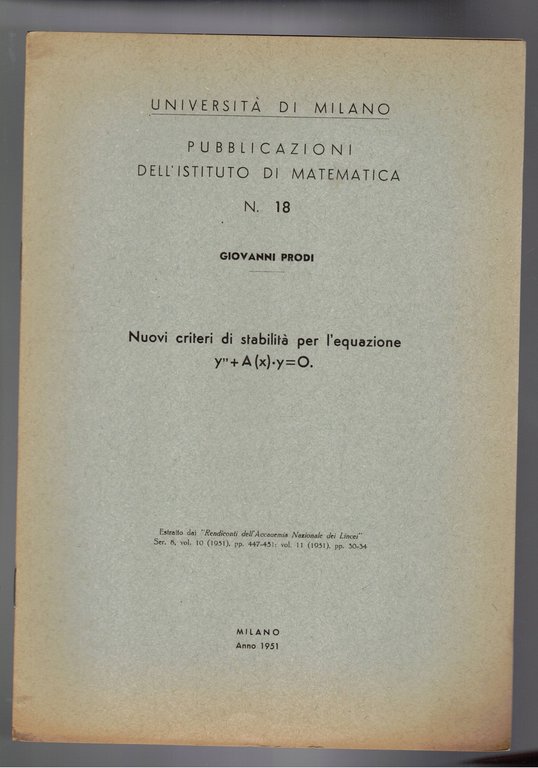 UNIVERSITÀ DI MILANO
PUBBLICAZIONI
DELL'ISTITUTO DI MATEMATICA
N. 18
GIOVANNI PRODI
Nuovi criteri di stabilità per l'equazione
y''+A(x)·y=O.
Estratto dai "Rendiconti dell'Accademia Nazionale dei Lincei"
Ser. 8, vol. 10 (1951), pp. 447-451; vol. 11 (1951), pp. 30-34
MILANO
Anno 1951